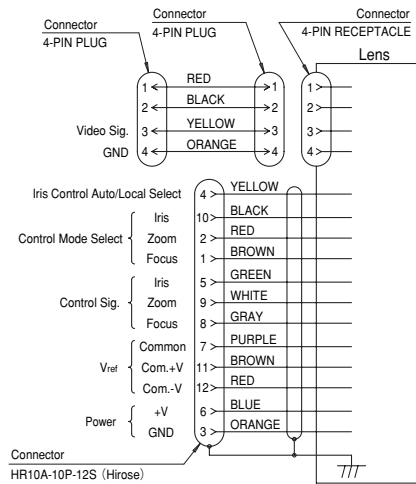 Connector
4-PIN PLUG
Connector
4-PIN PLUG
Connector
4-PIN RECEPTACLE
Lens
1 RED 1 1
2 BLACK 2 2
Video Sig. 3 YELLOW 3 3
GND 4 ORANGE 4 4
Iris Control Auto/Local Select 4 YELLOW
Control Mode Select
Iris 10 BLACK
Zoom 2 RED
Focus 1 BROWN
Control Sig.
Iris 5 GREEN
Zoom 9 WHITE
Focus 8 GRAY
Vref
Common 7 PURPLE
Com.+V 11 BROWN
Com.-V 12 RED
Power
+V 6 BLUE
GND 3 ORANGE
Connector
HR10A-10P-12S (Hirose)